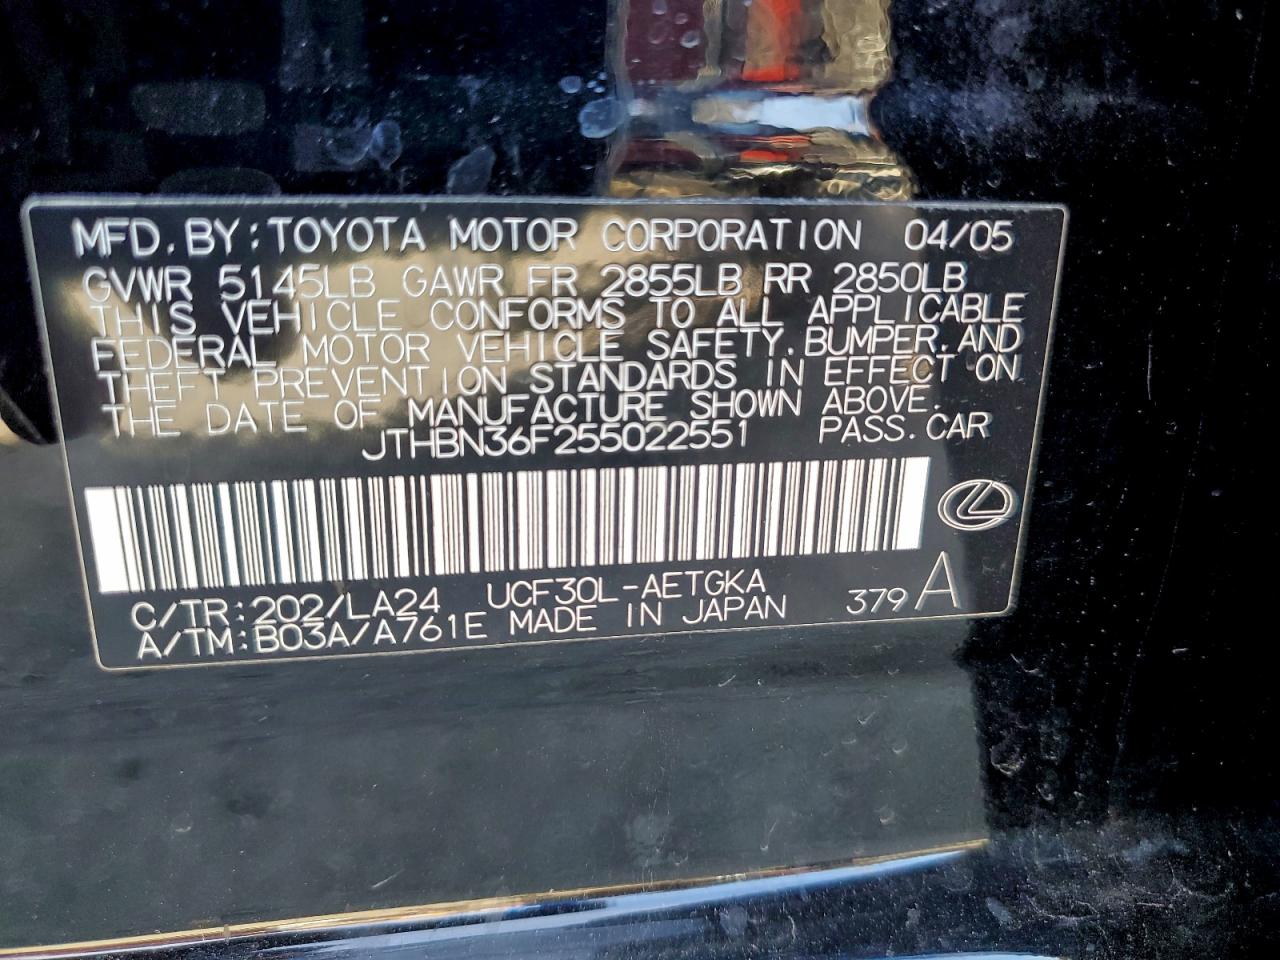 MFD. BY: TOYOTA MOTOR CORPORATION 04/05
GVWR 5145LB GAWR FR 2855LB RR 2850LB
THIS VEHICLE CONFORMS TO ALL APPLICABLE
FEDERAL MOTOR VEHICLE SAFETY, BUMPER, AND
THEFT PREVENTION STANDARDS IN EFFECT ON
THE DATE OF MANUFACTURE SHOWN ABOVE.
JTHBN36F255022551 PASS. CAR
C/TR: 202/LA24 UCF30L-AETGKA
A/TM: B03A/A761E MADE IN JAPAN 379 A